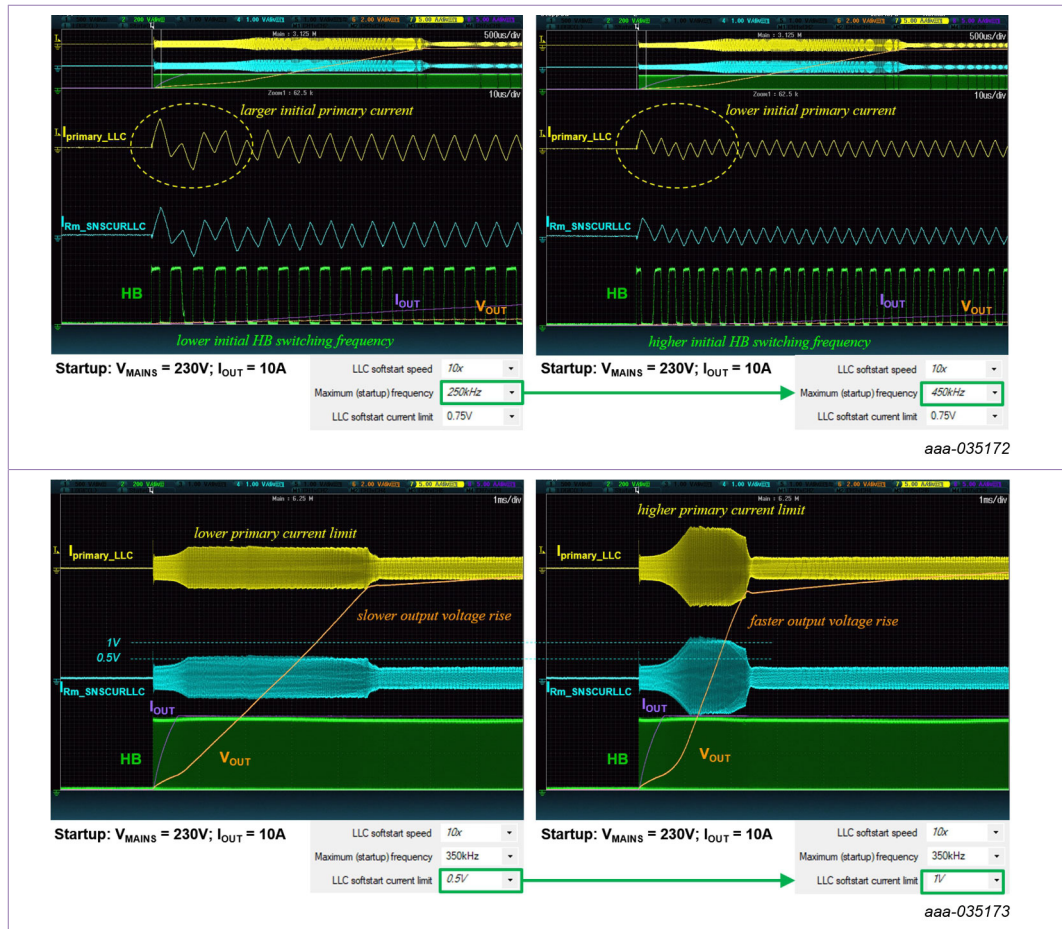 Main : 3.125 M
500us/div
Zoom1 : 62.5 k
10us/div
larger initial primary current
Iprimary_LLC
IRm_SNSCURLLC
HB
IOUT
VOUT
lower initial HB switching frequency
Startup: VMAINS = 230V; IOUT = 10A
LLC softstart speed 10x
Maximum (startup) frequency 250kHz
LLC softstart current limit 0.75V
Main : 3.125 M
500us/div
Zoom1 : 62.5 k
10us/div
lower initial primary current
Iprimary_LLC
IRm_SNSCURLLC
HB
IOUT
VOUT
higher initial HB switching frequency
Startup: VMAINS = 230V; IOUT = 10A
LLC softstart speed 10x
Maximum (startup) frequency 450kHz
LLC softstart current limit 0.75V
aaa-035172
Main : 6.25 M
1ms/div
lower primary current limit
Iprimary_LLC
slower output voltage rise
1V
0.5V
IRm_SNSCURLLC
IOUT
HB
VOUT
Startup: VMAINS = 230V; IOUT = 10A
LLC softstart speed 10x
Maximum (startup) frequency 350kHz
LLC softstart current limit 0.5V
Main : 6.25 M
1ms/div
higher primary current limit
Iprimary_LLC
faster output voltage rise
IRm_SNSCURLLC
IOUT
HB
VOUT
Startup: VMAINS = 230V; IOUT = 10A
LLC softstart speed 10x
Maximum (startup) frequency 350kHz
LLC softstart current limit 1V
aaa-035173